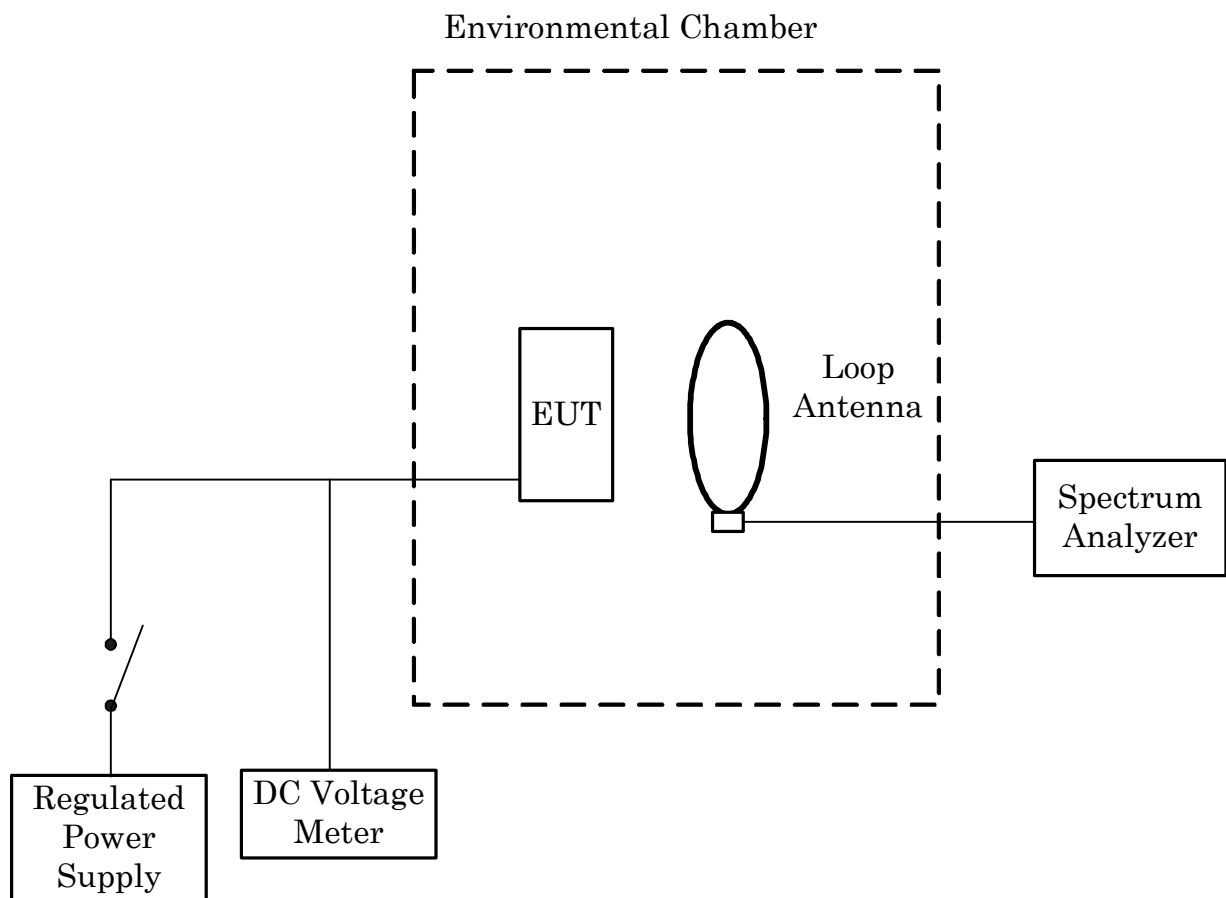 Environmental Chamber
EUT
Loop
Antenna
Spectrum
Analyzer
Regulated
Power
Supply
DC Voltage
Meter